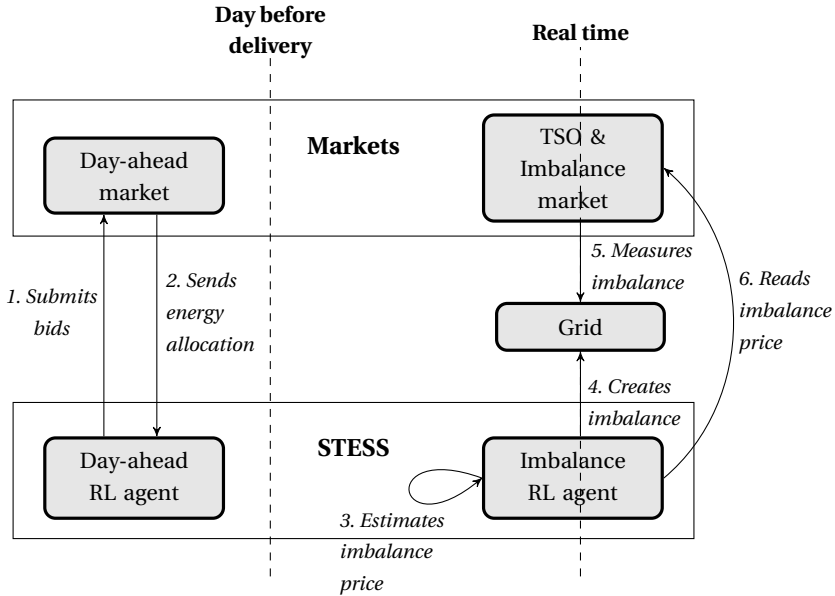 Day before
delivery
Real time
Markets
Day-ahead
market
TSO &
Imbalance
market
1. Submits
bids
2. Sends
energy
allocation
5. Measures
imbalance
6. Reads
imbalance
price
Grid
4. Creates
imbalance
STESS
Day-ahead
RL agent
Imbalance
RL agent
3. Estimates
imbalance
price